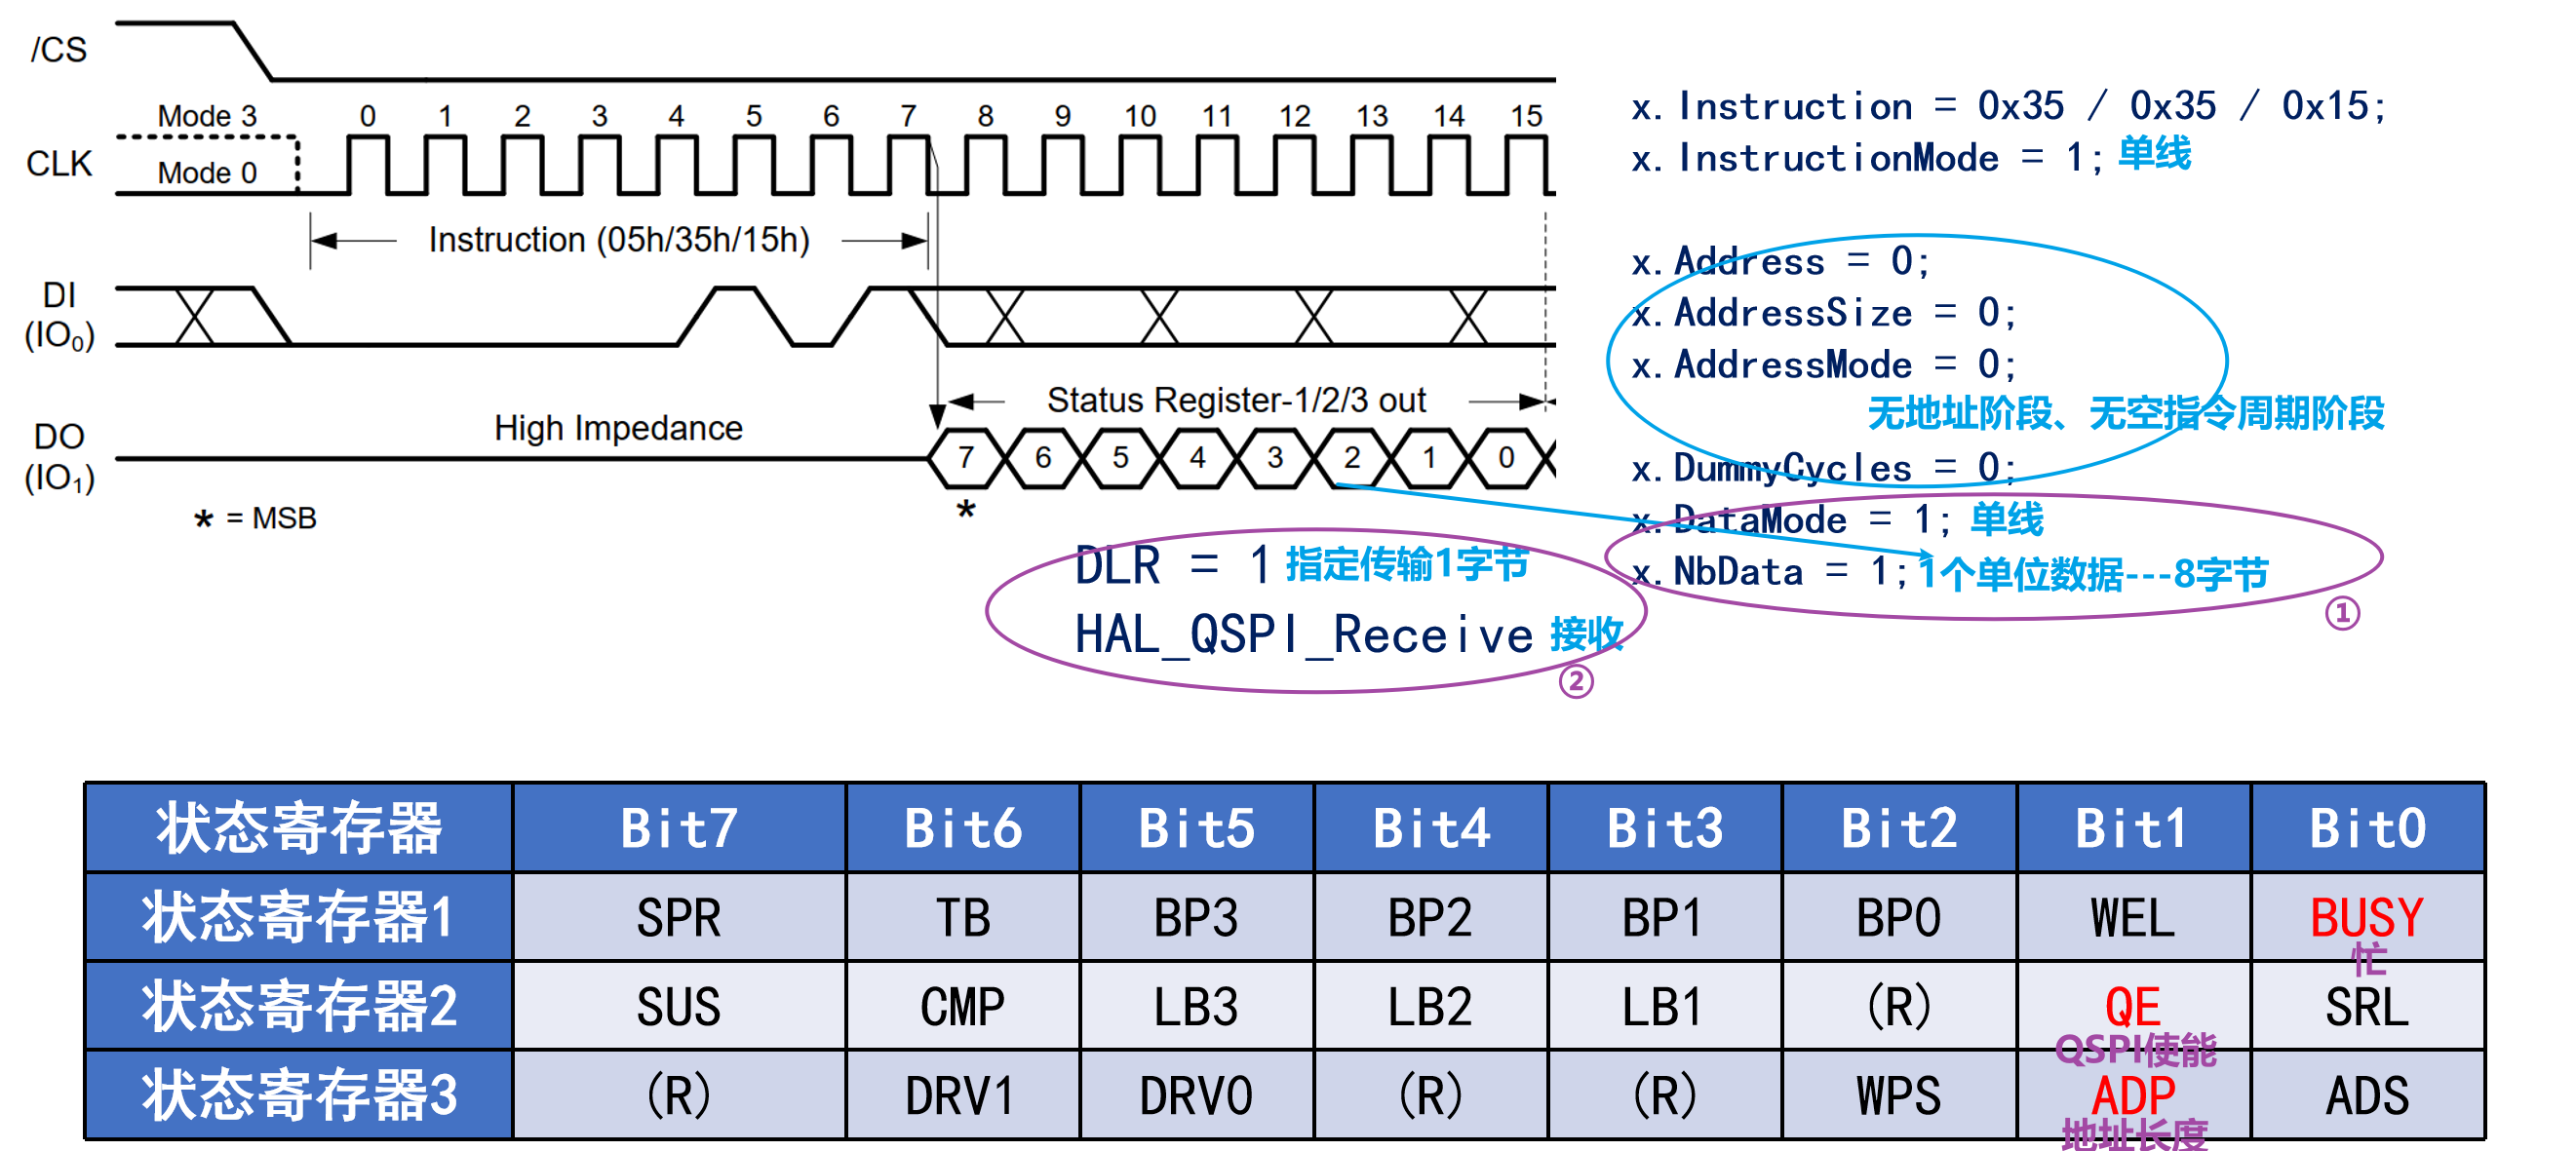 /CS
Mode 3
0 1 2 3 4 5 6 7 8 9 10 11 12 13 14 15
CLK
Mode 0
Instruction (05h/35h/15h)
DI
(IO₀)
Status Register-1/2/3 out
High Impedance
DO
(IO₁)
7 6 5 4 3 2 1 0
* = MSB
*
x.Instruction = 0x35 / 0x35 / 0x15;
x.InstructionMode = 1; 单线
x.Address = 0;
x.AddressSize = 0;
x.AddressMode = 0;
无地址阶段、无空指令周期阶段
x.DummyCycles = 0;
x.DataMode = 1; 单线
x.NbData = 1; 1个单位数据---8字节
①
DLR = 1 指定传输1字节
HAL_QSPI_Receive 接收
②
状态寄存器 Bit7 Bit6 Bit5 Bit4 Bit3 Bit2 Bit1 Bit0
状态寄存器1 SPR TB BP3 BP2 BP1 BP0 WEL BUSY
忙
状态寄存器2 SUS CMP LB3 LB2 LB1 (R) QE SRL
QSPI使能
状态寄存器3 (R) DRV1 DRV0 (R) (R) WPS ADP ADS
地址长度